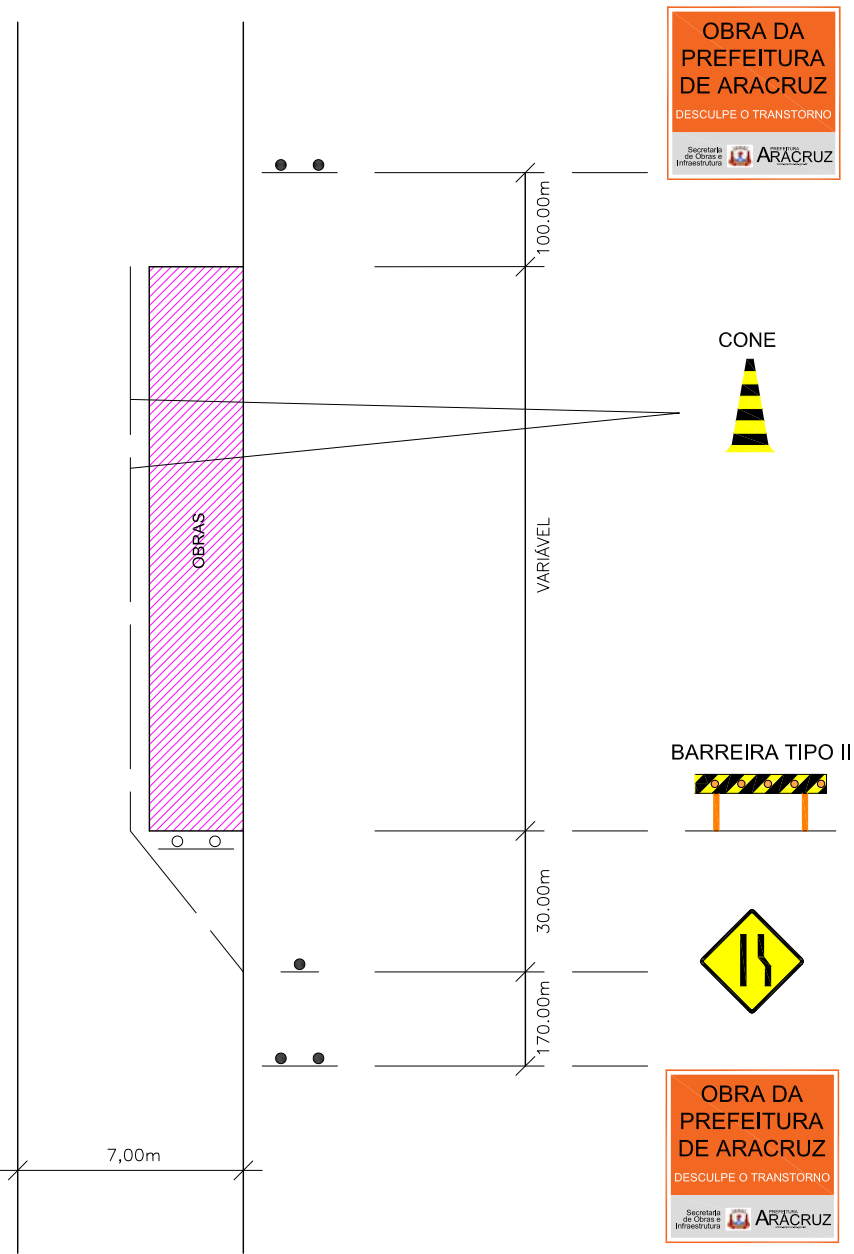 OBRA DA
PREFEITURA
DE ARACRUZ
DESCULPE O TRANSTORNO
Secretaria
de Obras e
Infraestrutura
PREFEITURA
ARACRUZ
100.00m
CONE
OBRAS
VARIÁVEL
BARREIRA TIPO II
30.00m
170.00m
OBRA DA
PREFEITURA
DE ARACRUZ
DESCULPE O TRANSTORNO
Secretaria
de Obras e
Infraestrutura
PREFEITURA
ARACRUZ
7,00m